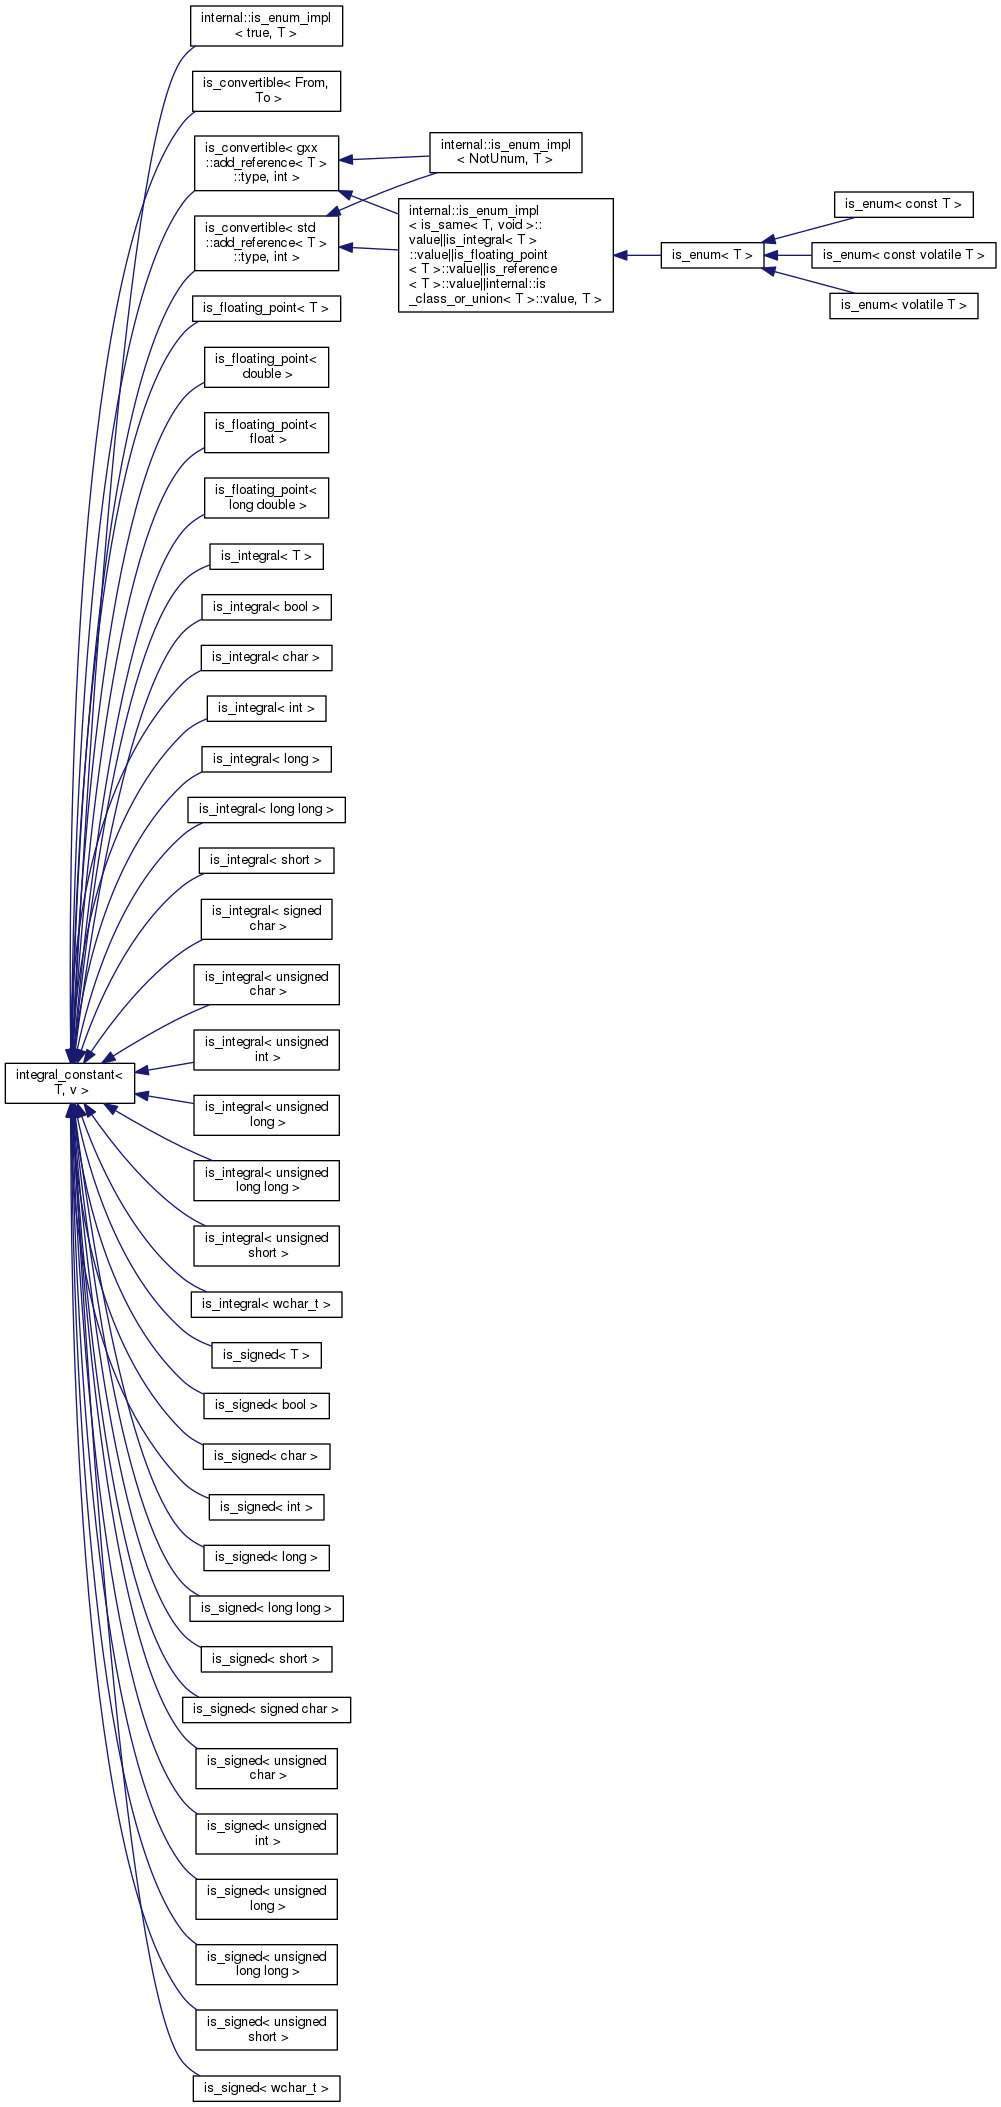 internal::is_enum_impl
< true, T >
is_convertible< From,
To >
is_convertible< gxx
::add_reference< T >
::type, int >
internal::is_enum_impl
< NotUnum, T >
is_convertible< std
::add_reference< T >
::type, int >
internal::is_enum_impl
< is_same< T, void >::
value||is_integral< T >
::value||is_floating_point
< T >::value||is_reference
< T >::value||internal::is
_class_or_union< T >::value, T >
is_enum< T >
is_enum< const T >
is_enum< const volatile T >
is_enum< volatile T >
is_floating_point< T >
is_floating_point<
double >
is_floating_point<
float >
is_floating_point<
long double >
is_integral< T >
is_integral< bool >
is_integral< char >
is_integral< int >
is_integral< long >
is_integral< long long >
is_integral< short >
is_integral< signed
char >
is_integral< unsigned
char >
is_integral< unsigned
int >
integral_constant<
T, v >
is_integral< unsigned
long >
is_integral< unsigned
long long >
is_integral< unsigned
short >
is_integral< wchar_t >
is_signed< T >
is_signed< bool >
is_signed< char >
is_signed< int >
is_signed< long >
is_signed< long long >
is_signed< short >
is_signed< signed char >
is_signed< unsigned
char >
is_signed< unsigned
int >
is_signed< unsigned
long >
is_signed< unsigned
long long >
is_signed< unsigned
short >
is_signed< wchar_t >